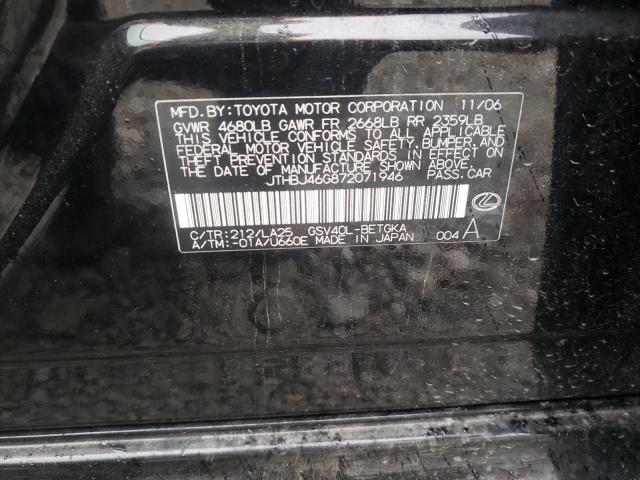 MFD. BY: TOYOTA MOTOR CORPORATION 11/06
GVWR 4680LB GAWR FR 2668LB RR 2359LB
THIS VEHICLE CONFORMS TO ALL APPLICABLE
FEDERAL MOTOR VEHICLE SAFETY, BUMPER, AND
THEFT PREVENTION STANDARDS IN EFFECT ON
THE DATE OF MANUFACTURE SHOWN ABOVE.
JTHBJ46G872071946 PASS. CAR
C/TR: 212/LA25 GSV40L-BETGKA
A/TM: -01A/U660E MADE IN JAPAN 004 A